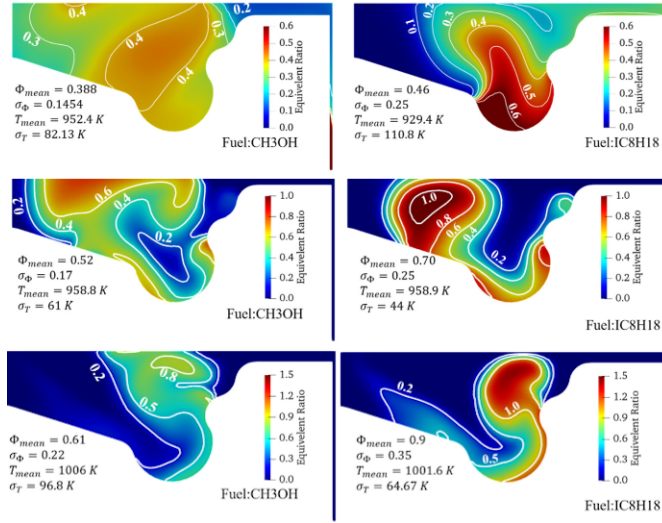 0.4
0.4
0.3
0.3
0.4
Φmean = 0.388
σΦ = 0.1454
Tmean = 952.4 K
σT = 82.13 K
0.2
0.6
0.5
0.4
0.3
0.2
0.1
0.0
Equivelent Ratio
Fuel:CH3OH
0.1
0.2
0.3
0.4
0.5
0.6
Φmean = 0.46
σΦ = 0.25
Tmean = 929.4 K
σT = 110.8 K
0.6
0.5
0.4
0.3
0.2
0.1
0.0
Equivelent Ratio
Fuel:IC8H18
0.2
0.4
0.6
0.4
0.2
Φmean = 0.52
σΦ = 0.17
Tmean = 958.8 K
σT = 61 K
1.0
0.8
0.6
0.4
0.2
0.0
Equivelent Ratio
Fuel:CH3OH
1.0
0.8
0.6
0.4
0.2
Φmean = 0.70
σΦ = 0.25
Tmean = 958.9 K
σT = 44 K
1.0
0.8
0.6
0.4
0.2
0.0
Equivelent Ratio
Fuel:IC8H18
0.2
0.8
0.5
Φmean = 0.61
σΦ = 0.22
Tmean = 1006 K
σT = 96.8 K
1.5
1.2
0.9
0.6
0.3
0.0
Equivelent Ratio
Fuel:CH3OH
0.2
1.0
0.5
Φmean = 0.9
σΦ = 0.35
Tmean = 1001.6 K
σT = 64.67 K
1.5
1.2
0.9
0.6
0.3
0.0
Equivelent Ratio
Fuel:IC8H18